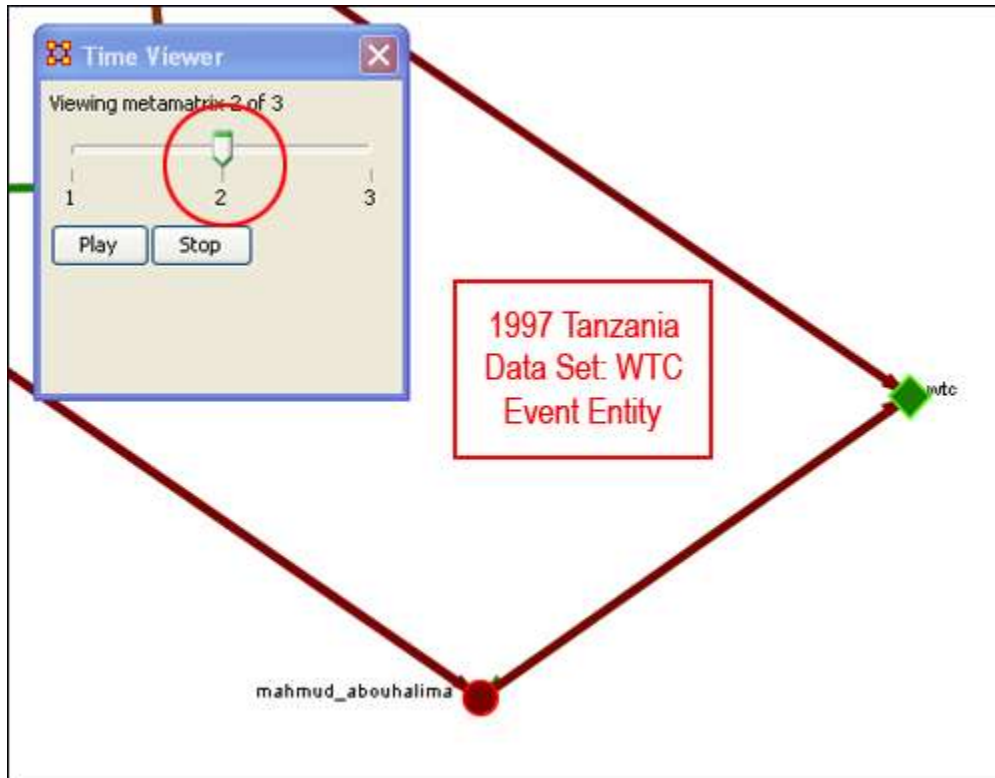 Time Viewer
Viewing metamatrix 2 of 3
1 2 3
Play Stop
1997 Tanzania
Data Set: WTC
Event Entity
wtc
mahmud_abouhalima